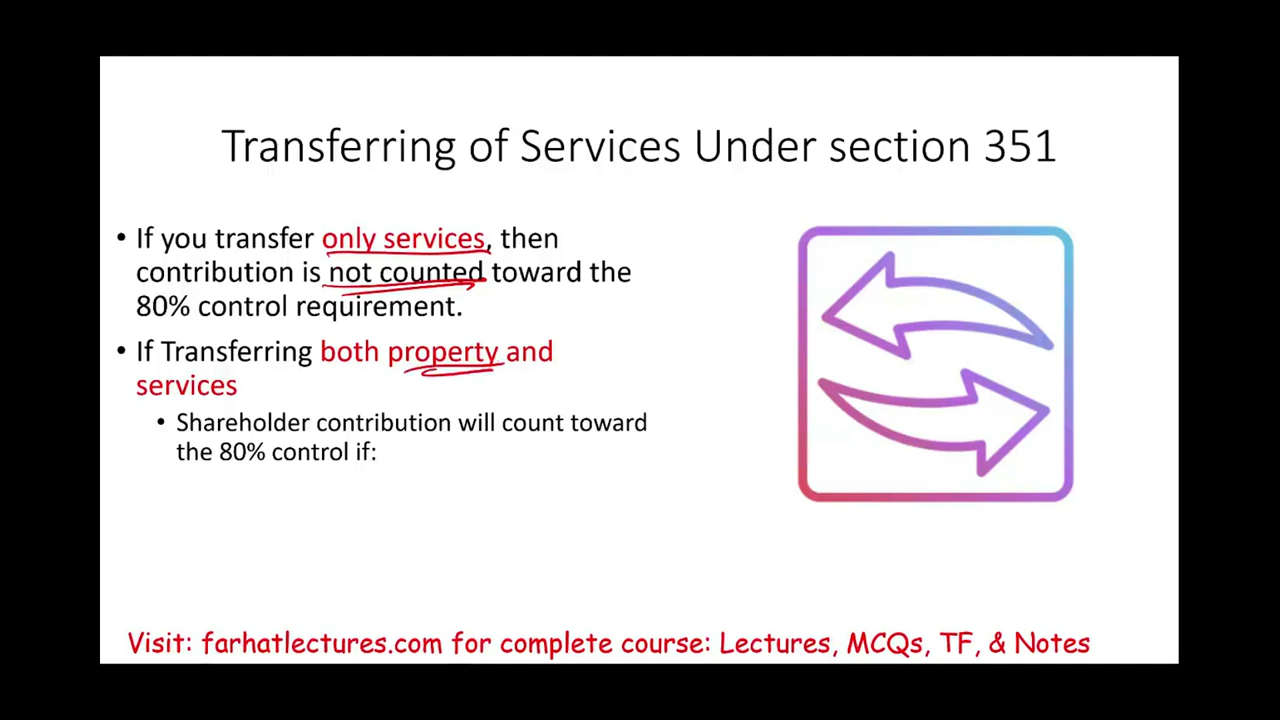 Transferring of Services Under section 351
• If you transfer only services, then
contribution is not counted toward the
80% control requirement.
• If Transferring both property and
services
• Shareholder contribution will count toward
the 80% control if:
Visit: farhatlectures.com for complete course: Lectures, MCQs, TF, & Notes